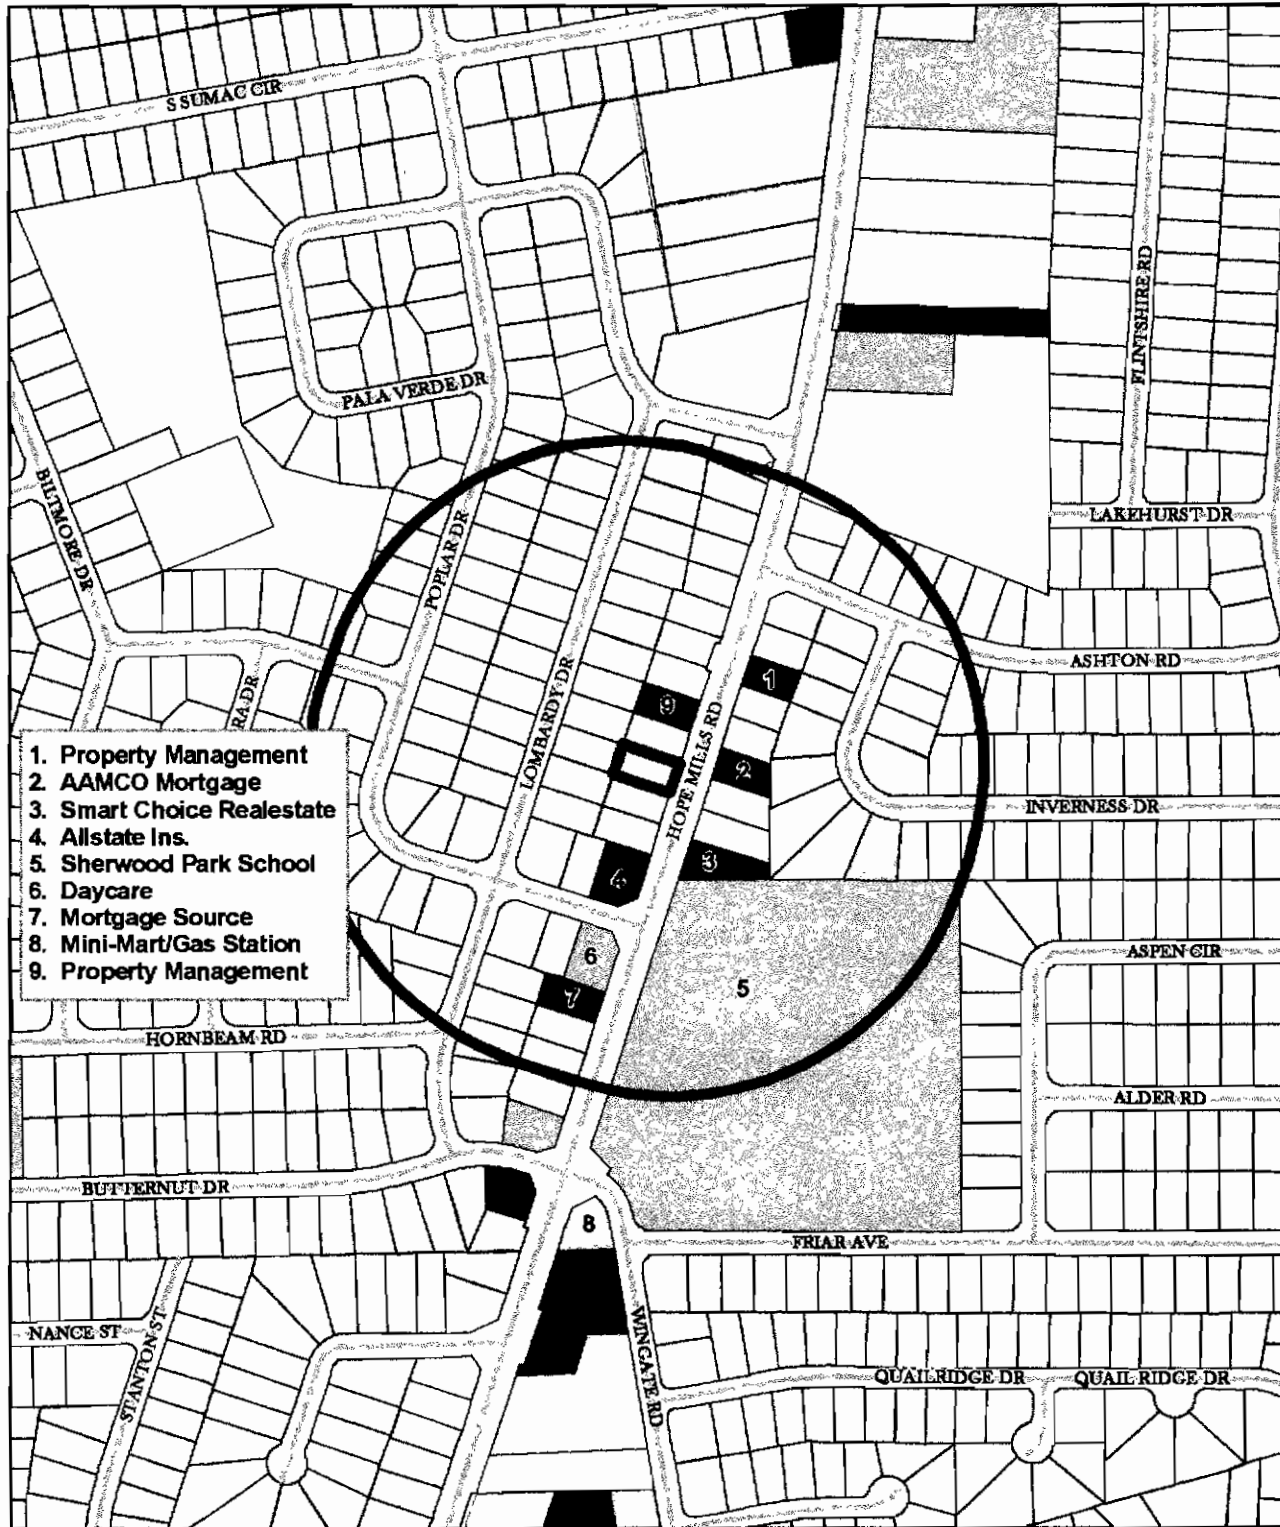 S SUMAC CIR
FLINTSHIRE RD
PALA VERDE DR
BILTMORE DR
POPLAR DR
LAKEHURST DR
ASHTON RD
RA DR
LOMBARDY DR
HOPE MILLS RD
1
9
2
3
4
INVERNESS DR
1. Property Management
2. AAMCO Mortgage
3. Smart Choice Realestate
4. Allstate Ins.
5. Sherwood Park School
6. Daycare
7. Mortgage Source
8. Mini-Mart/Gas Station
9. Property Management
6
7
5
ASPEN CIR
HORNBEAM RD
ALDER RD
BUTTERNUT DR
8
FRIAR AVE
NANCE ST
STANTON ST
WINGATE RD
QUAIL RIDGE DR
QUAIL RIDGE DR